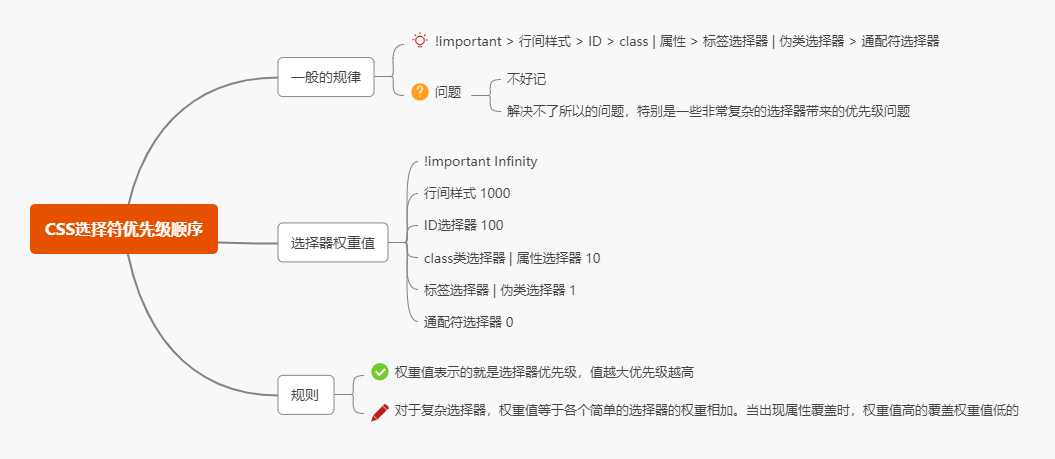 CSS选择符优先级顺序
一般的规律
!important > 行间样式 > ID > class | 属性 > 标签选择器 | 伪类选择器 > 通配符选择器
问题
不好记
解决不了所以的问题，特别是一些非常复杂的选择器带来的优先级问题
选择器权重值
!important Infinity
行间样式 1000
ID选择器 100
class类选择器 | 属性选择器 10
标签选择器 | 伪类选择器 1
通配符选择器 0
规则
权重值表示的就是选择器优先级，值越大优先级越高
对于复杂选择器，权重值等于各个简单的选择器的权重相加。当出现属性覆盖时，权重值高的覆盖权重值低的